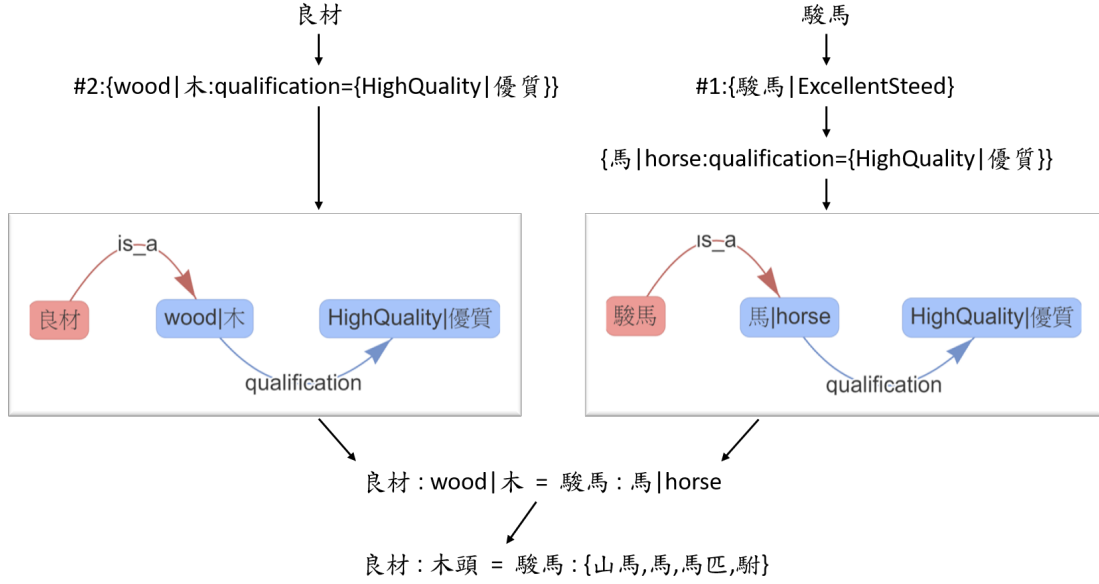 良材
駿馬
#2:{wood|木:qualification={HighQuality|優質}}
#1:{駿馬|ExcellentSteed}
{馬|horse:qualification={HighQuality|優質}}
is_a
良材
wood|木
HighQuality|優質
qualification
is_a
駿馬
馬|horse
HighQuality|優質
qualification
良材 : wood|木 = 駿馬 : 馬|horse
良材 : 木頭 = 駿馬 : {山馬,馬,馬匹,駙}